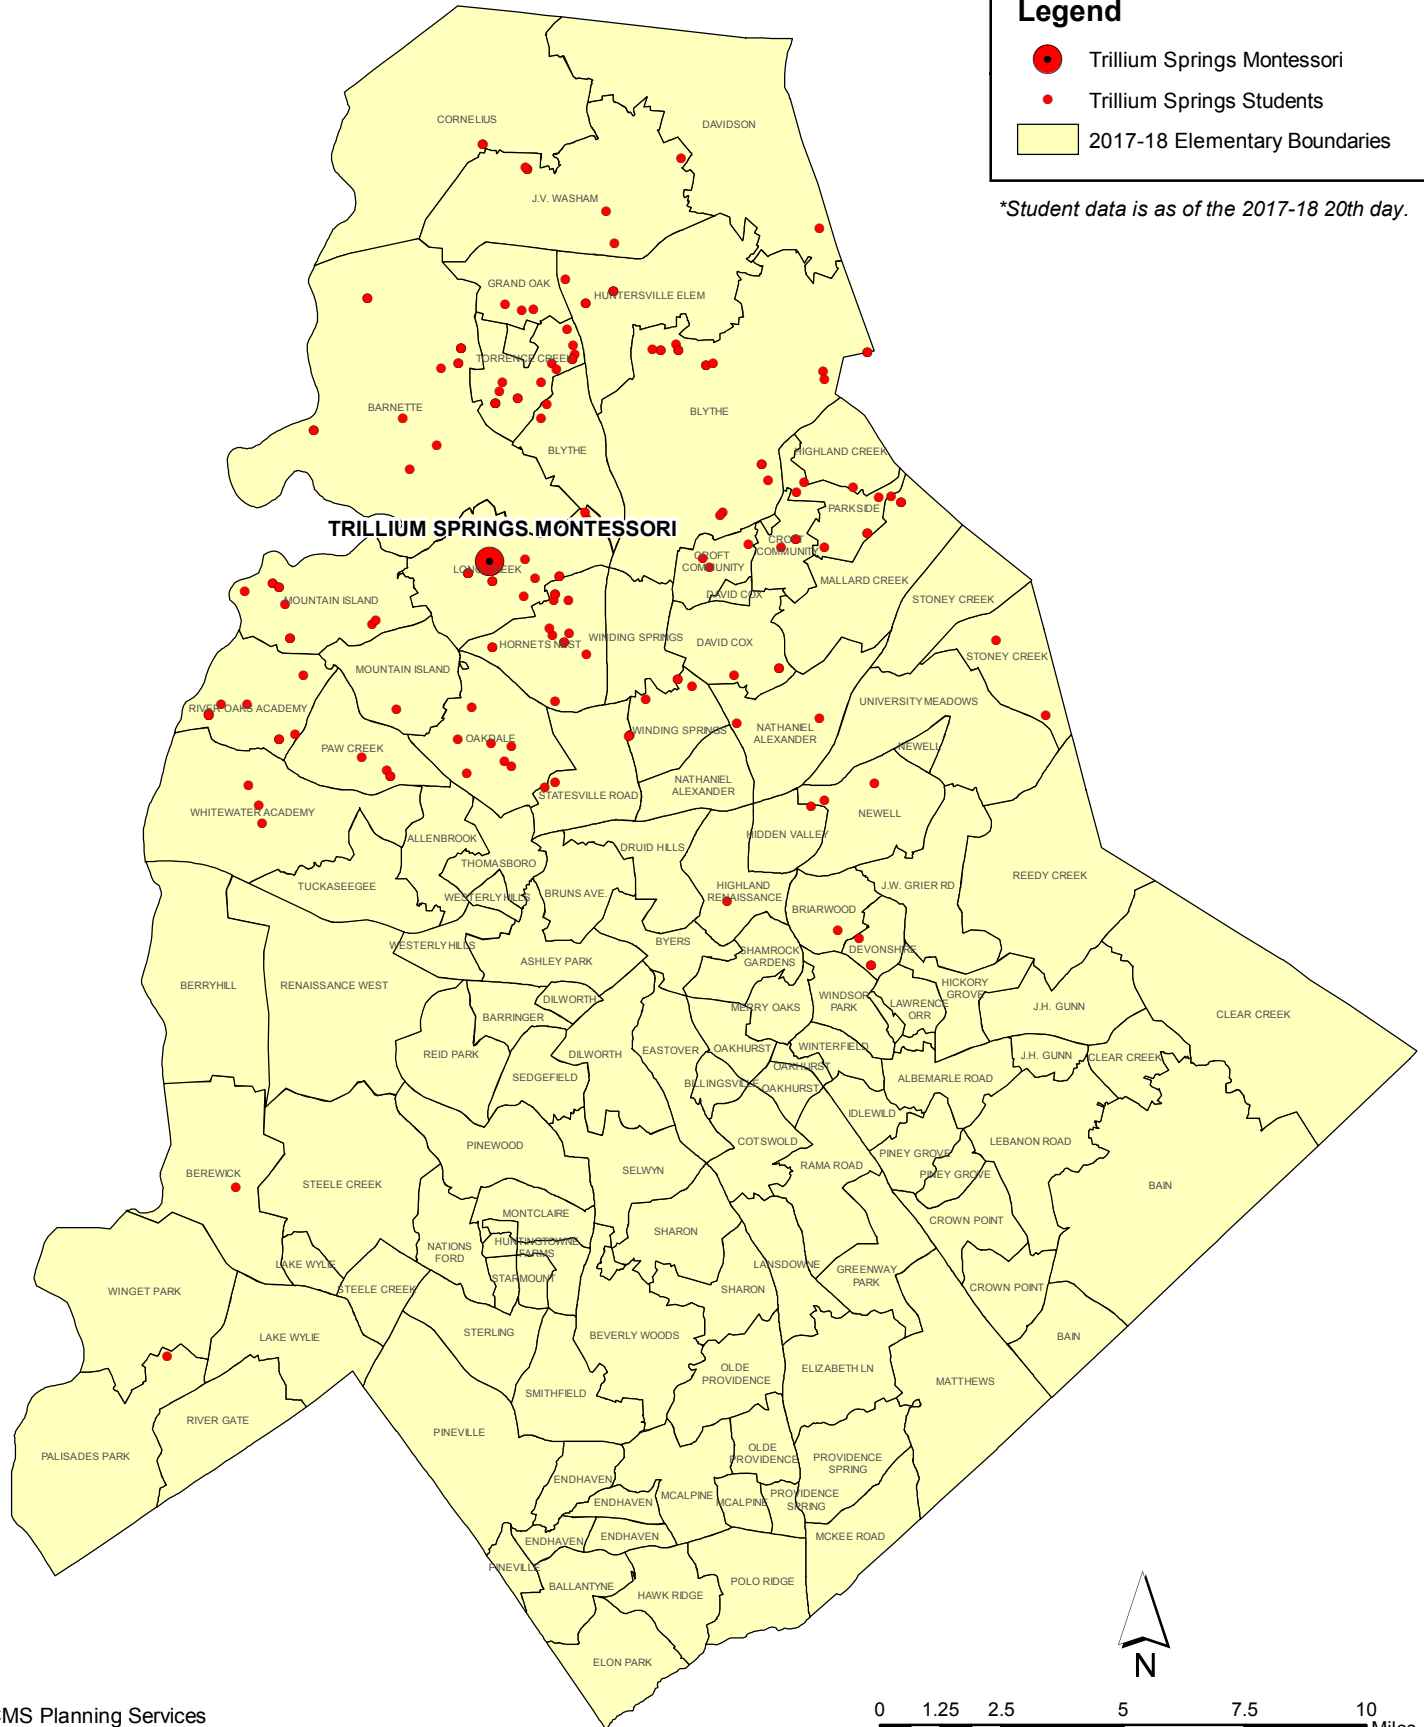 Legend
Trillium Springs Montessori
Trillium Springs Students
2017-18 Elementary Boundaries
*Student data is as of the 2017-18 20th day.
CORNELIUS
DAVIDSON
J.V. WASHAM
GRAND OAK
HUNTERSVILLE ELEM
TORRENCE CREEK
BARNETTE
BLYTHE
BLYTHE
HIGHLAND CREEK
PARKSIDE
TRILLIUM SPRINGS MONTESSORI
CROFT
COMMUNITY
CROFT
COMMUNITY
LONG CREEK
MALLARD CREEK
DAVID COX
STONEY CREEK
MOUNTAIN ISLAND
HORNETS NEST
WINDING SPRINGS
DAVID COX
STONEY CREEK
MOUNTAIN ISLAND
UNIVERSITY MEADOWS
RIVER OAKS ACADEMY
WINDING SPRINGS
NATHANIEL
ALEXANDER
OAKDALE
PAW CREEK
NEWELL
NATHANIEL
ALEXANDER
STATESVILLE ROAD
WHITEWATER ACADEMY
NEWELL
HIDDEN VALLEY
ALLENBROOK
DRUID HILLS
THOMASBORO
TUCKASEEGEE
WESTERLY HILLS
BRUNS AVE.
HIGHLAND
RENAISSANCE
J.W. GRIER RD
REEDY CREEK
BRIARWOOD
WESTERLY HILLS
BYERS
SHAMROCK
GARDENS
DEVONSHIRE
ASHLEY PARK
BERRYHILL
RENAISSANCE WEST
DILWORTH
BARRINGER
MERRY OAKS
WINDSOR
PARK
LAWRENCE
ORR
HICKORY
GROVE
J.H. GUNN
CLEAR CREEK
REID PARK
DILWORTH
EASTOVER
OAKHURST
WINTERFIELD
J.H. GUNN
CLEAR CREEK
OAKHURST
SEDGEFIELD
BILLINGSVILLE
OAKHURST
ALBEMARLE ROAD
IDLEWILD
PINEWOOD
COTSWOLD
LEBANON ROAD
PINEY GROVE
RAMA ROAD
SELWYN
PINEY GROVE
BEREWICK
STEELE CREEK
BAIN
MONTCLAIRE
CROWN POINT
SHARON
HUNTINGTOWNE
FARMS
NATIONS
FORD
LAKE WYLIE
LANSDOWNE
GREENWAY
PARK
STARMOUNT
WINGET PARK
STEELE CREEK
SHARON
CROWN POINT
LAKE WYLIE
STERLING
BEVERLY WOODS
BAIN
OLDE
PROVIDENCE
ELIZABETH LN
MATTHEWS
SMITHFIELD
RIVER GATE
PINEVILLE
PALISADES PARK
OLDE
PROVIDENCE
PROVIDENCE
SPRING
ENDHAVEN
ENDHAVEN
MCALPINE
MCALPINE
PROVIDENCE
SPRING
ENDHAVEN
ENDHAVEN
MCKEE ROAD
PINEVILLE
BALLANTYNE
HAWK RIDGE
POLO RIDGE
ELON PARK
N
CMS Planning Services
0 1.25 2.5 5 7.5 10
Miles